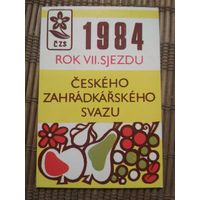 ČZS
1984
ROK VII.SJEZDU
ČESKÉHO
ZAHRÁDKÁŘSKÉHO
SVAZU